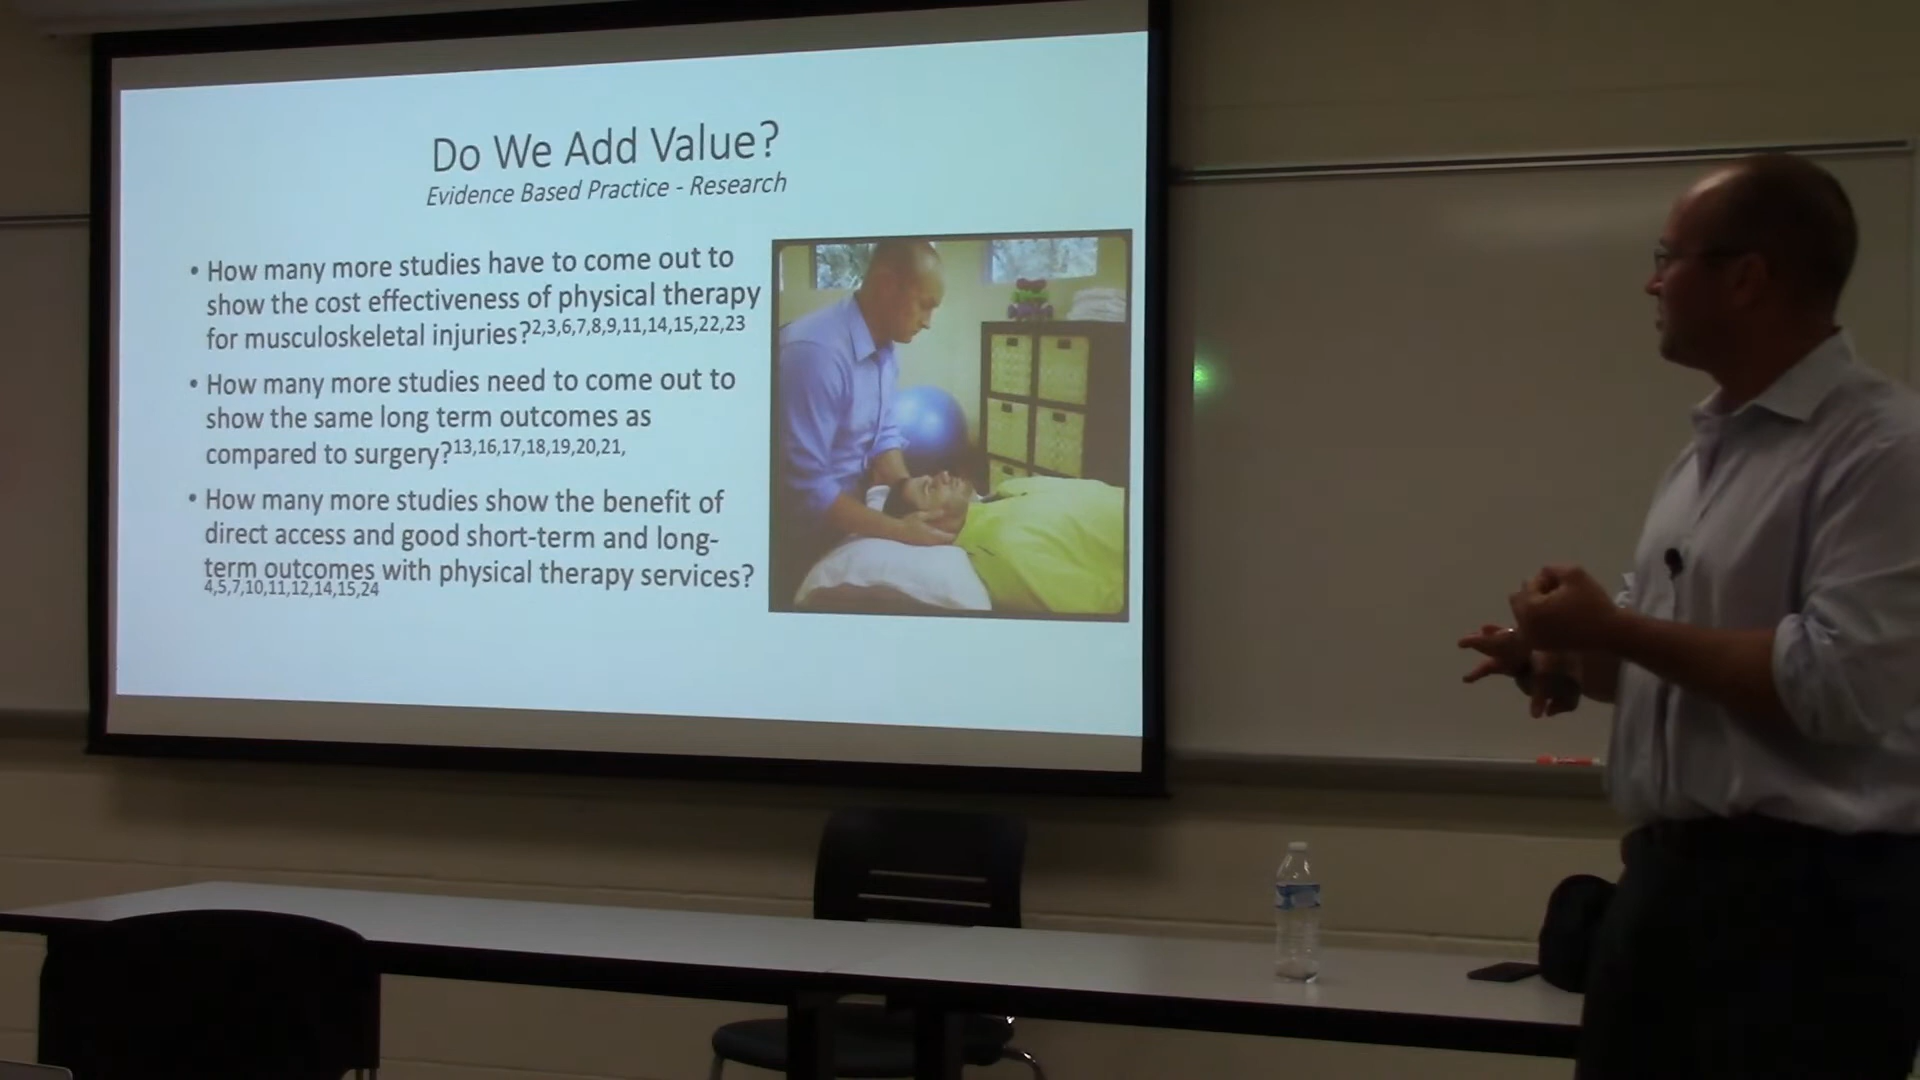 Do We Add Value?
Evidence Based Practice - Research
• How many more studies have to come out to
show the cost effectiveness of physical therapy
for musculoskeletal injuries?2,3,6,7,8,9,11,14,15,22,23
• How many more studies need to come out to
show the same long term outcomes as
compared to surgery?13,16,17,18,19,20,21,
• How many more studies show the benefit of
direct access and good short-term and long-
term outcomes with physical therapy services?
4,5,7,10,11,12,14,15,24